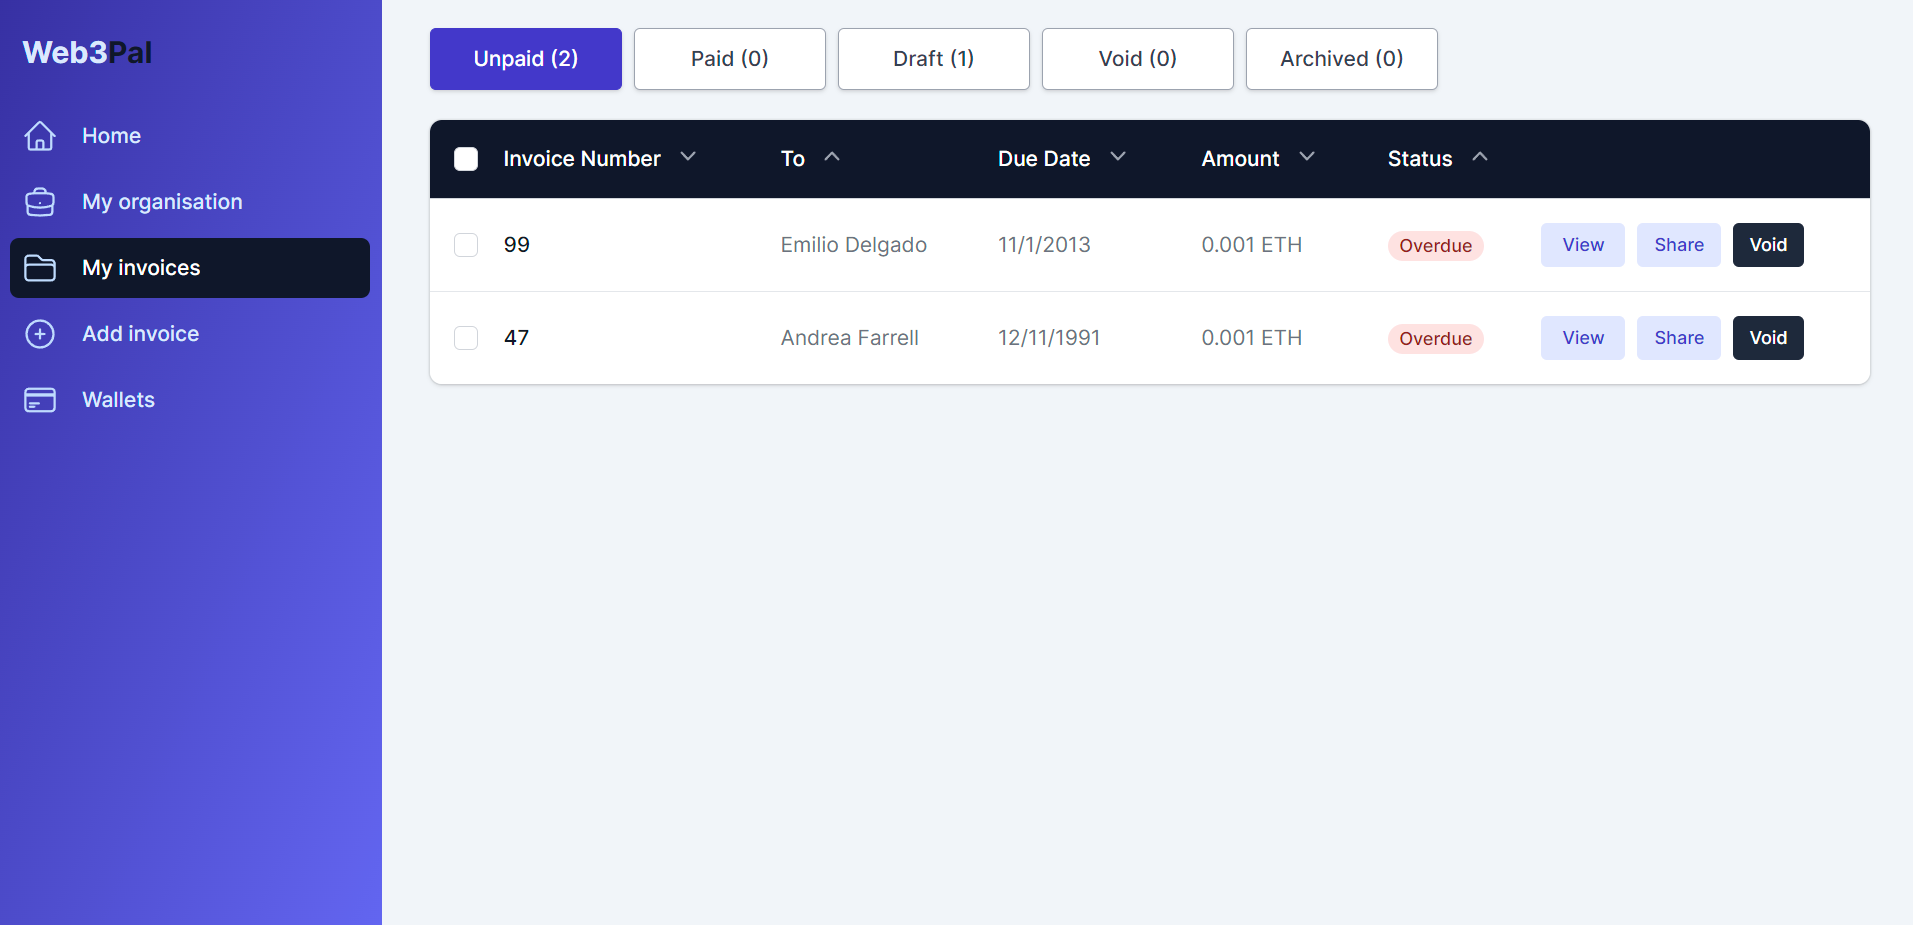 Web3Pal
Home
My organisation
My invoices
Add invoice
Wallets
Unpaid (2) Paid (0) Draft (1) Void (0) Archived (0)
Invoice Number To Due Date Amount Status
99 Emilio Delgado 11/1/2013 0.001 ETH Overdue View Share Void
47 Andrea Farrell 12/11/1991 0.001 ETH Overdue View Share Void